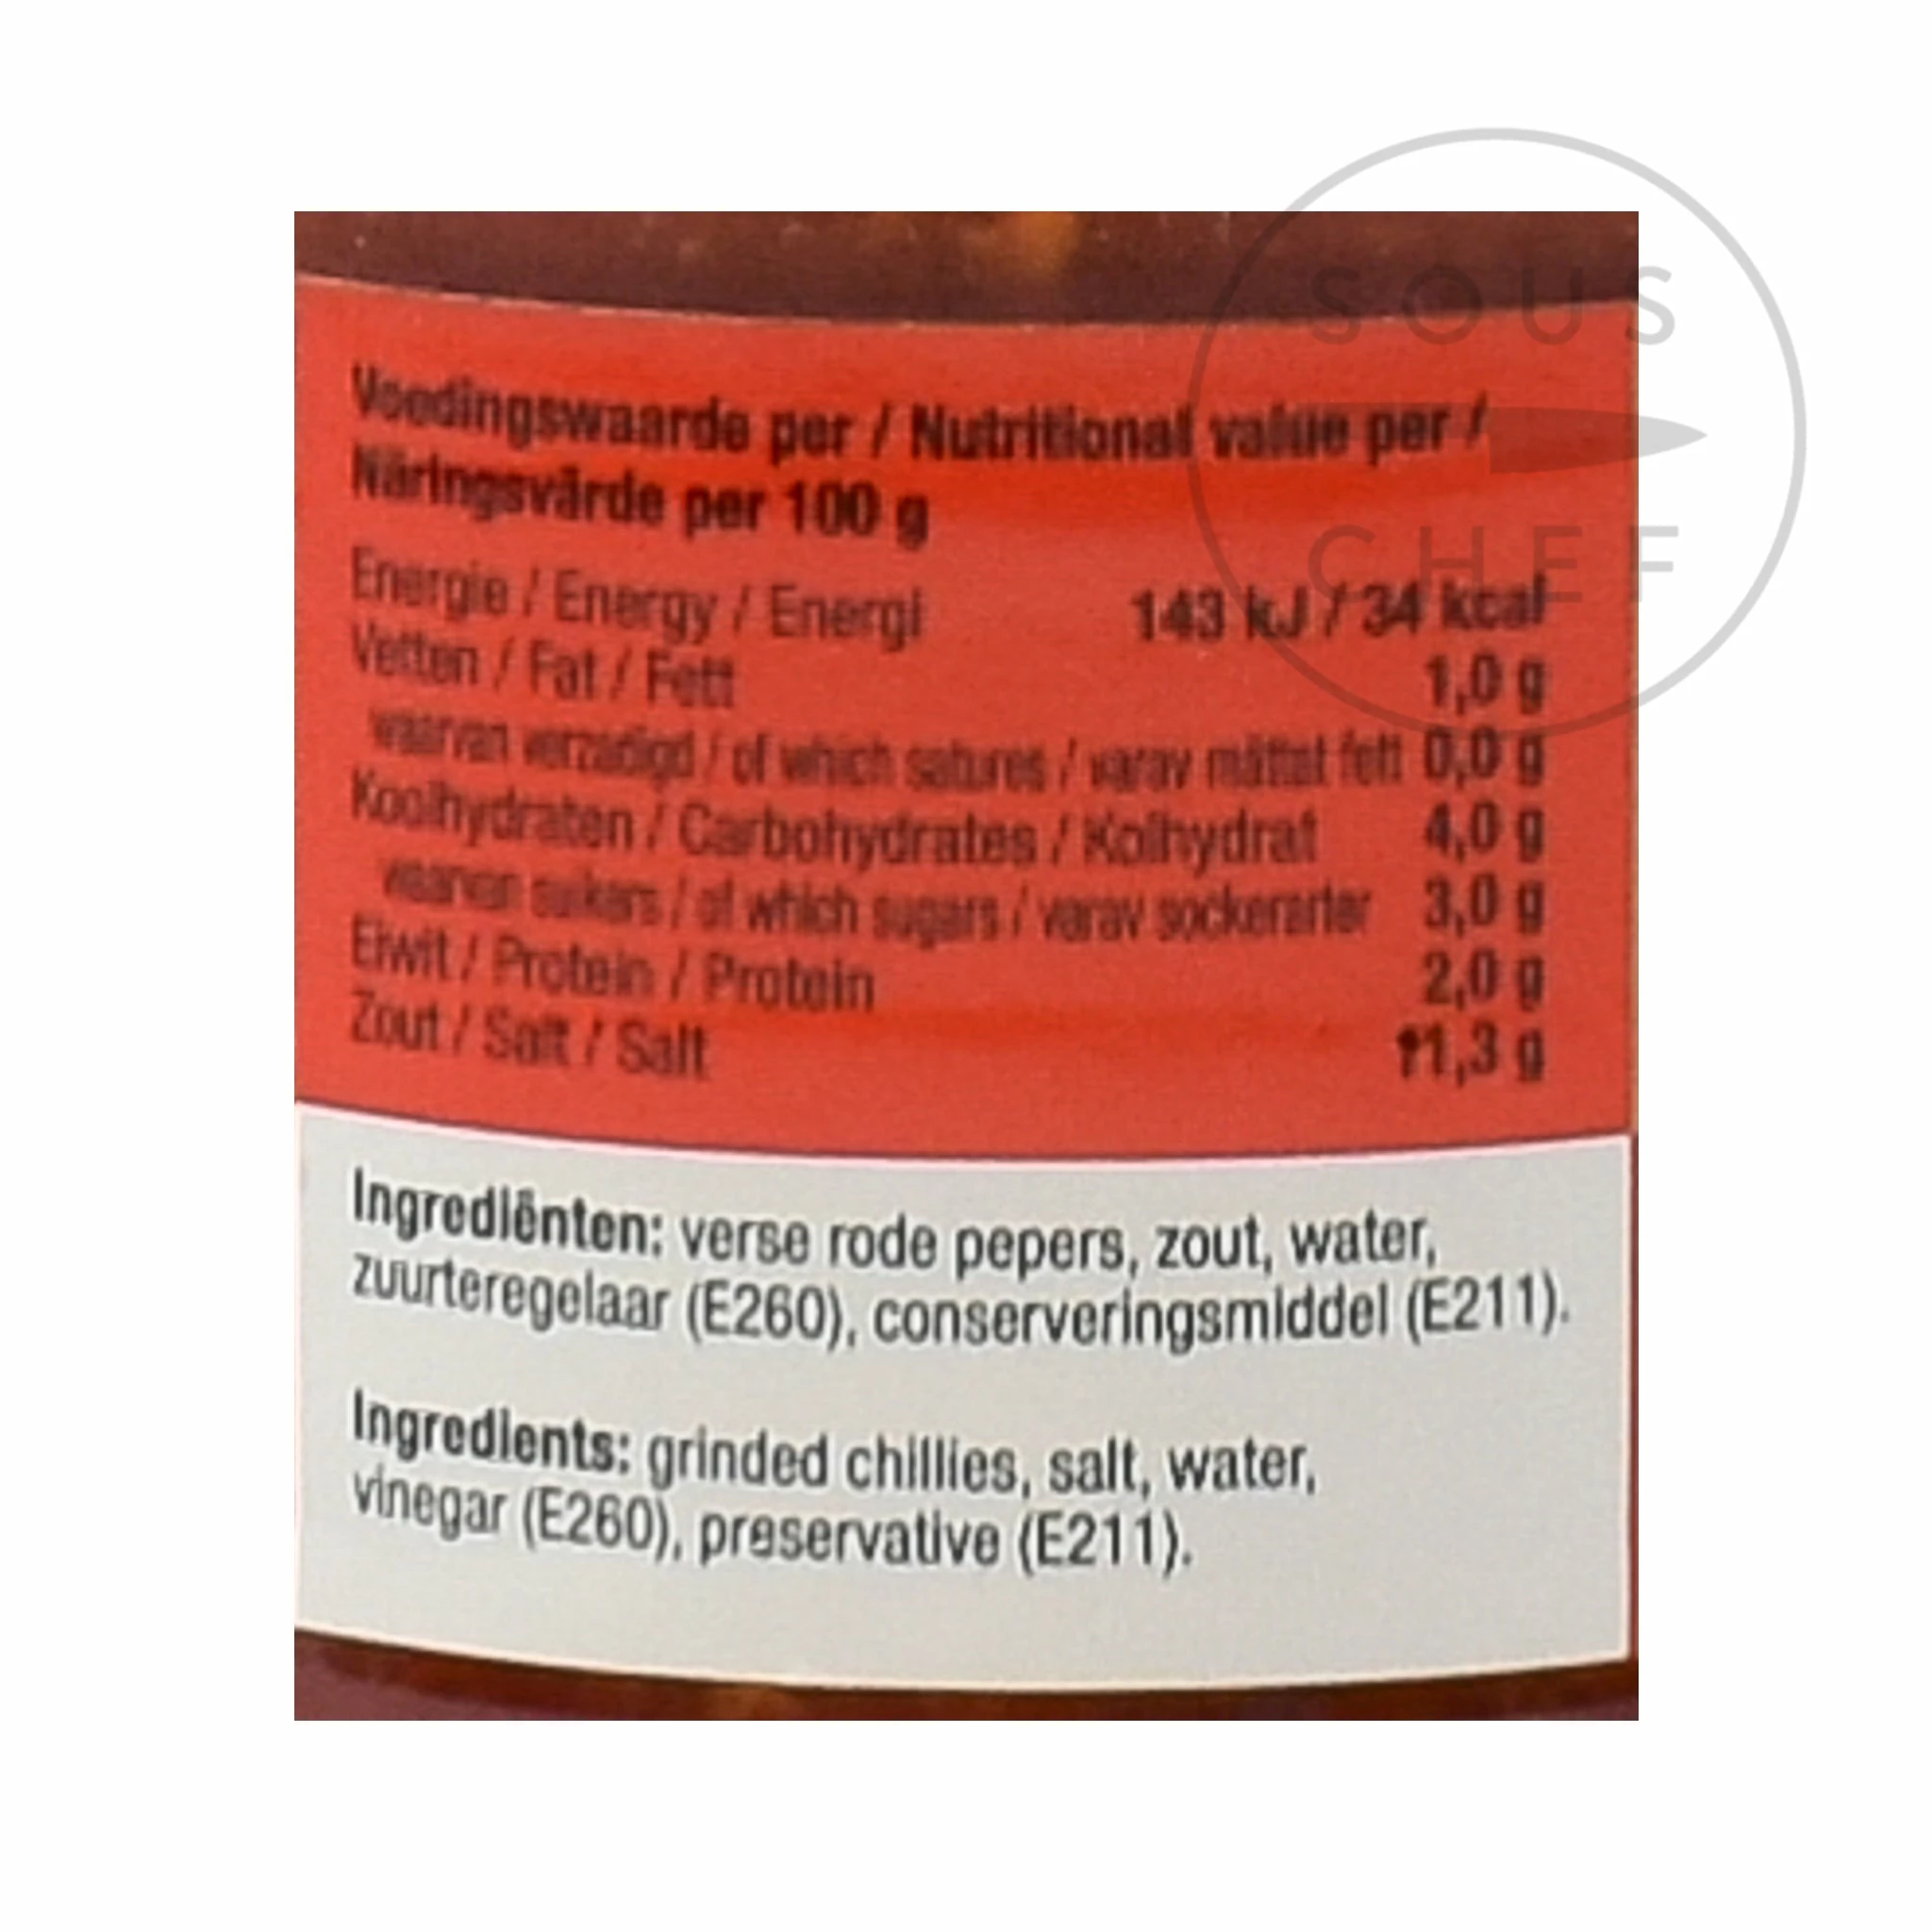 SOUS
CHEF
Voedingswaarde per / Nutritional value per /
Näringsvärde per 100 g
Energie / Energy / Energi 143 kJ / 34 kcal
Vetten / Fat / Fett 1,0 g
waarvan verzadigd / of which satures / varav mättat fett 0,0 g
Koolhydraten / Carbohydrates / Kolhydrat 4,0 g
waarvan suikers / of which sugars / varav sockerarter 3,0 g
Eiwit / Protein / Protein 2,0 g
Zout / Salt / Salt 11,3 g
Ingrediënten: verse rode pepers, zout, water,
zuurteregelaar (E260), conserveringsmiddel (E211).
Ingredients: grinded chillies, salt, water,
vinegar (E260), preservative (E211).